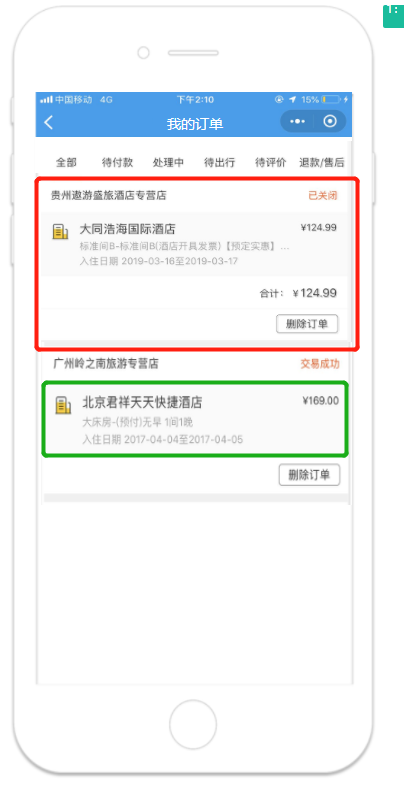 1:
中国移动 4G 下午2:10 15%
我的订单
全部 待付款 处理中 待出行 待评价 退款/售后
贵州遨游盛旅酒店专营店 已关闭
大同浩海国际酒店 ¥124.99
标准间B-标准间B(酒店开具发票)【预定实惠】...
入住日期 2019-03-16至2019-03-17
合计: ¥124.99
删除订单
广州岭之南旅游专营店 交易成功
北京君祥天天快捷酒店 ¥169.00
大床房-(预付)无早 1间1晚
入住日期 2017-04-04至2017-04-05
删除订单